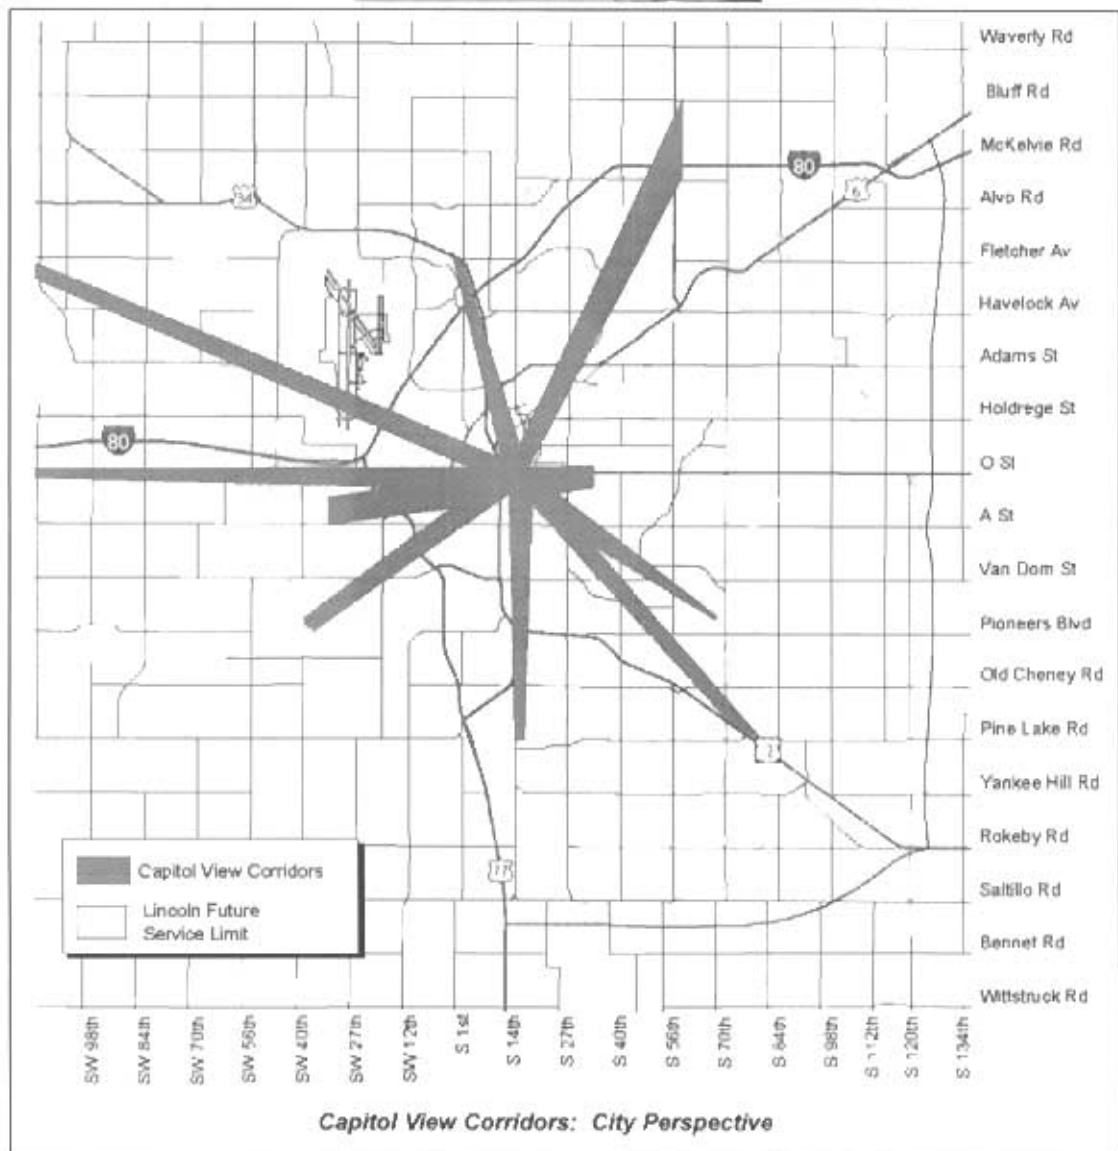 Waverly Rd
Bluff Rd
McKelvie Rd
Alvo Rd
Fletcher Av
Havelock Av
Adams St
Holdrege St
O St
A St
Van Dorn St
Pioneers Blvd
Old Cheney Rd
Pine Lake Rd
Yankee Hill Rd
Rokeby Rd
Saltillo Rd
Bennet Rd
Wittstruck Rd
80
6
34
80
2
77
Capitol View Corridors
Lincoln Future
Service Limit
SW 98th
SW 84th
SW 70th
SW 56th
SW 40th
SW 27th
SW 12th
S 1st
S 14th
S 27th
S 40th
S 56th
S 70th
S 84th
S 98th
S 112th
S 120th
S 134th
Capitol View Corridors: City Perspective